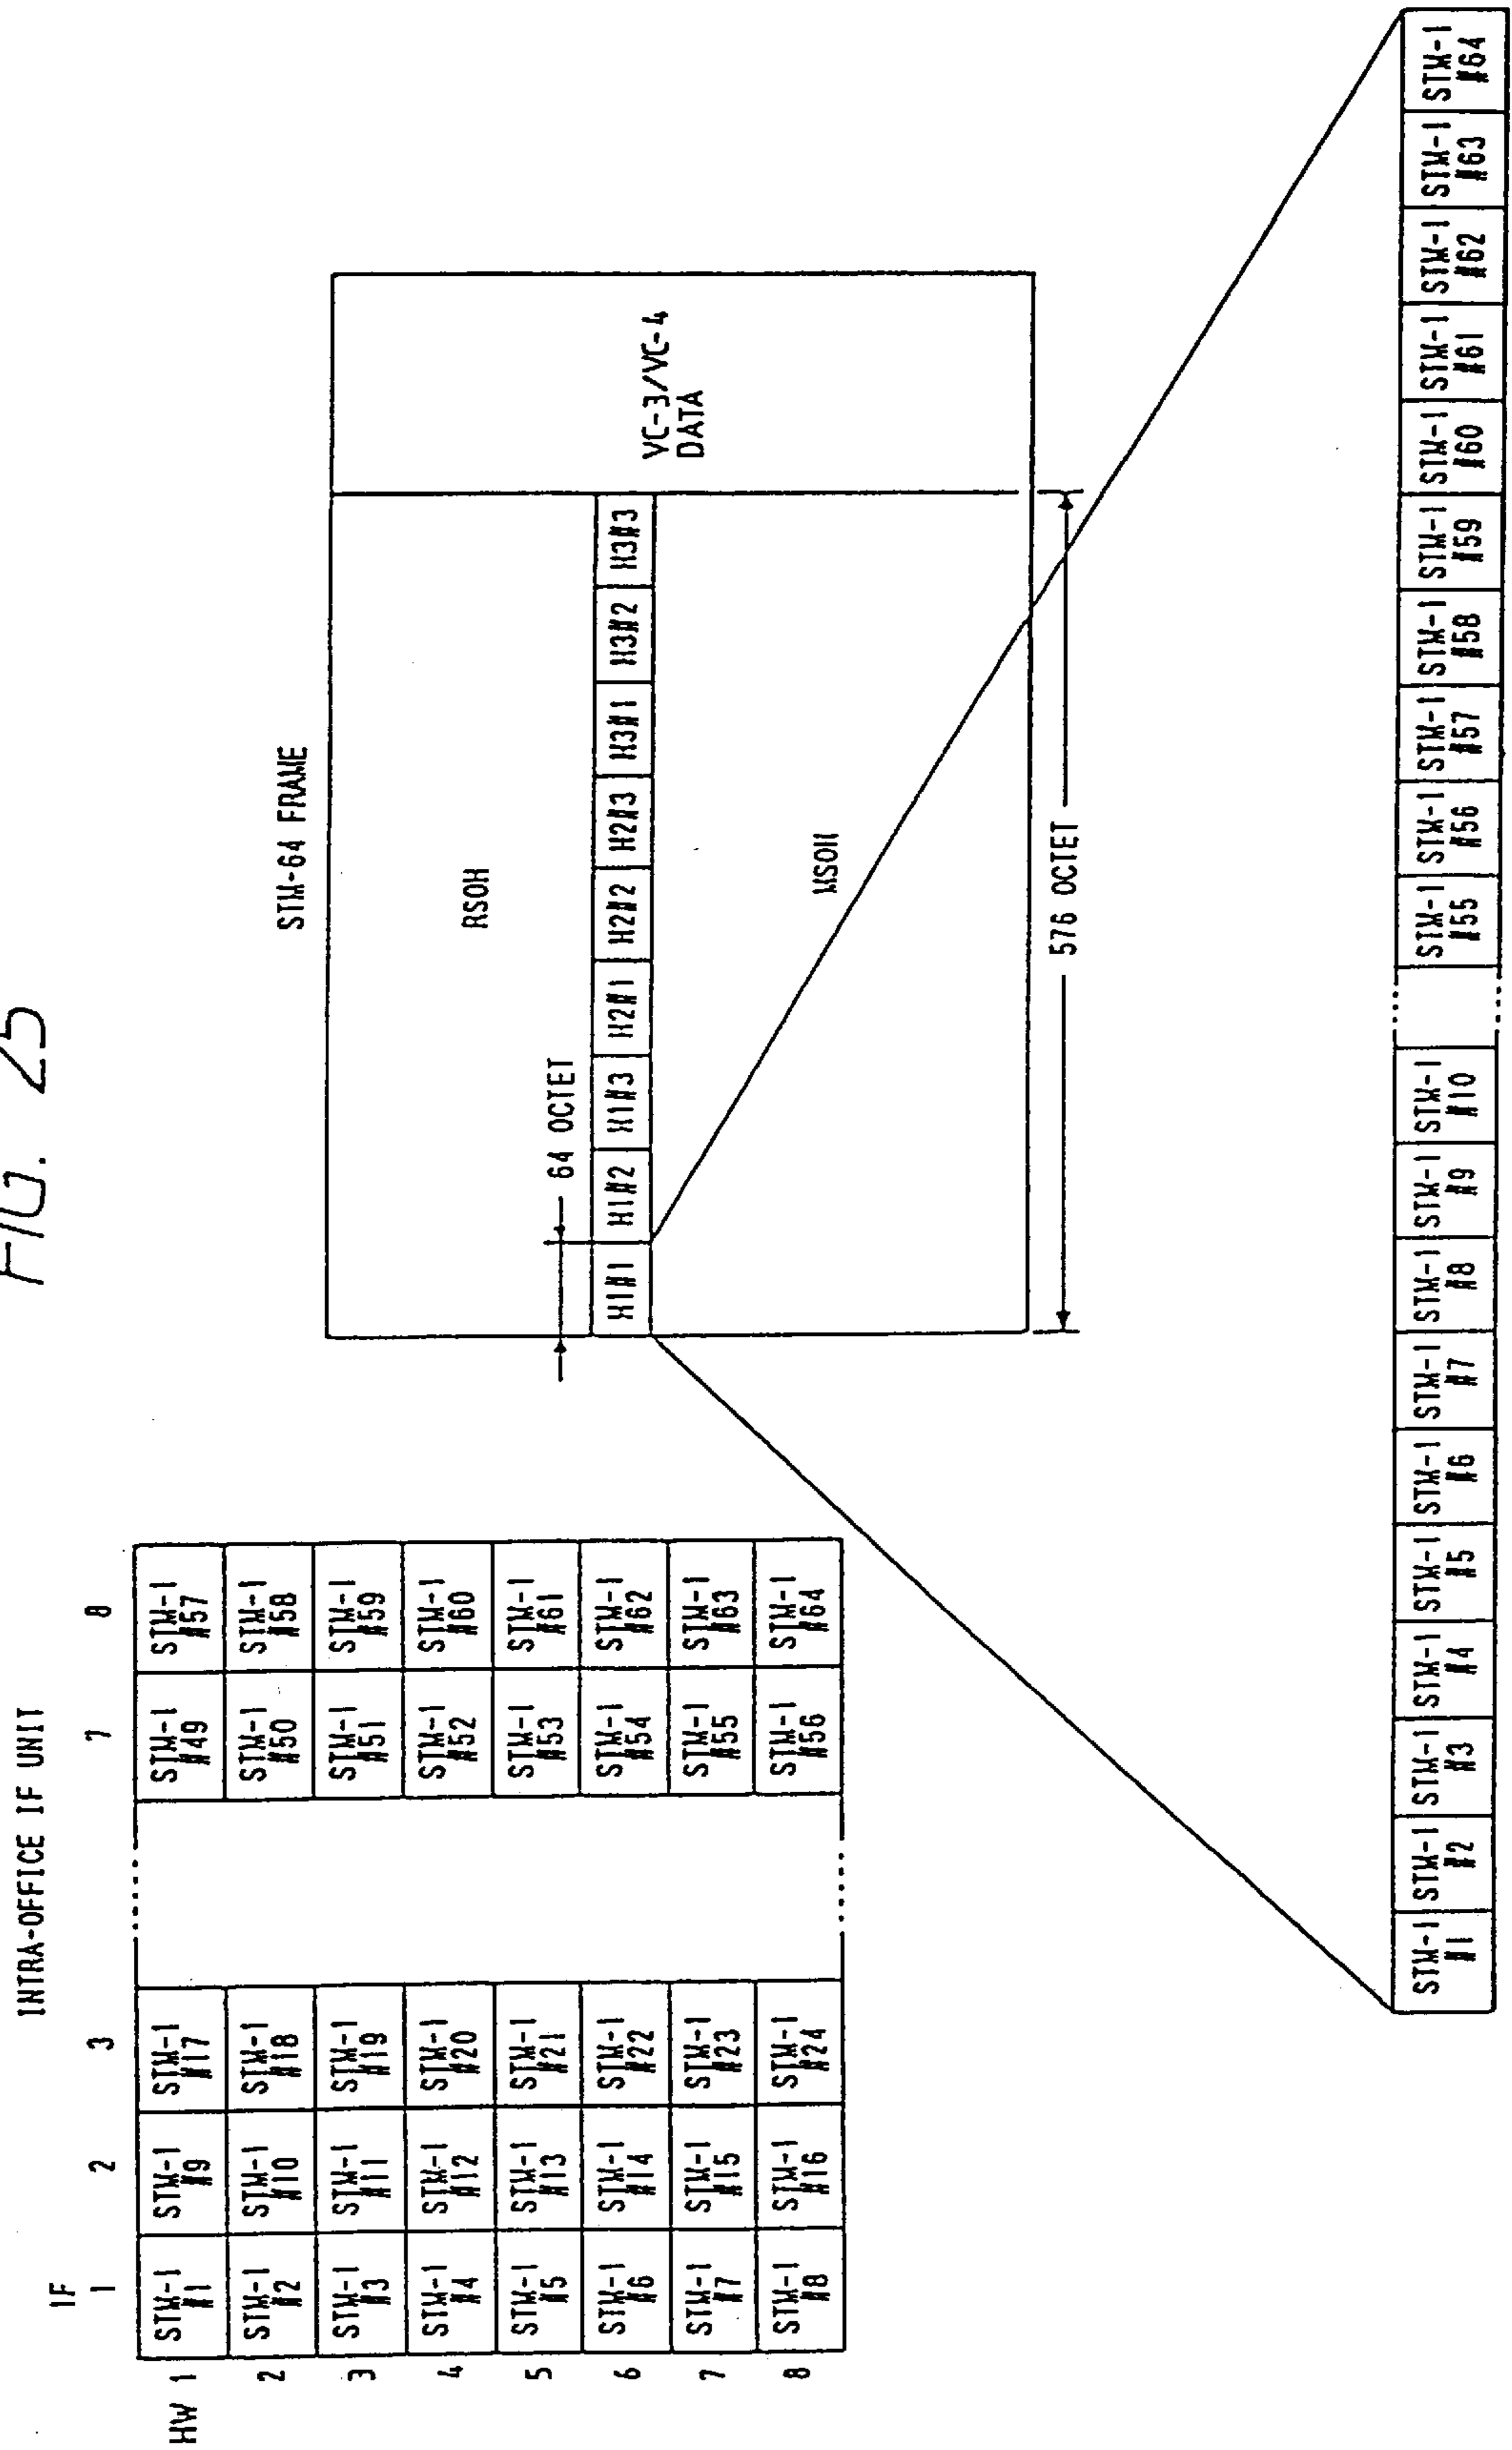 FIG. 25
INTRA-OFFICE IF UNIT
IF
1 2 3 7 8
HW 1 STM-1 #1 STM-1 #9 STM-1 #17 STM-1 #49 STM-1 #57
2 STM-1 #2 STM-1 #10 STM-1 #18 STM-1 #50 STM-1 #58
3 STM-1 #3 STM-1 #11 STM-1 #19 STM-1 #51 STM-1 #59
4 STM-1 #4 STM-1 #12 STM-1 #20 STM-1 #52 STM-1 #60
5 STM-1 #5 STM-1 #13 STM-1 #21 STM-1 #53 STM-1 #61
6 STM-1 #6 STM-1 #14 STM-1 #22 STM-1 #54 STM-1 #62
7 STM-1 #7 STM-1 #15 STM-1 #23 STM-1 #55 STM-1 #63
8 STM-1 #8 STM-1 #16 STM-1 #24 STM-1 #56 STM-1 #64
STM-64 FRAME
RSOH
64 OCTET
H1#1 H1#2 H1#3 H2#1 H2#2 H2#3 H3#1 H3#2 H3#3
VC-3/VC-4
DATA
MSOH
576 OCTET
STM-1 STM-1 STM-1 STM-1 STM-1 STM-1 STM-1 STM-1 STM-1 STM-1 STM-1 STM-1 STM-1 STM-1 STM-1 STM-1 STM-1 STM-1 STM-1 STM-1
#1 #2 #3 #4 #5 #6 #7 #8 #9 #10 #55 #56 #57 #58 #59 #60 #61 #62 #63 #64